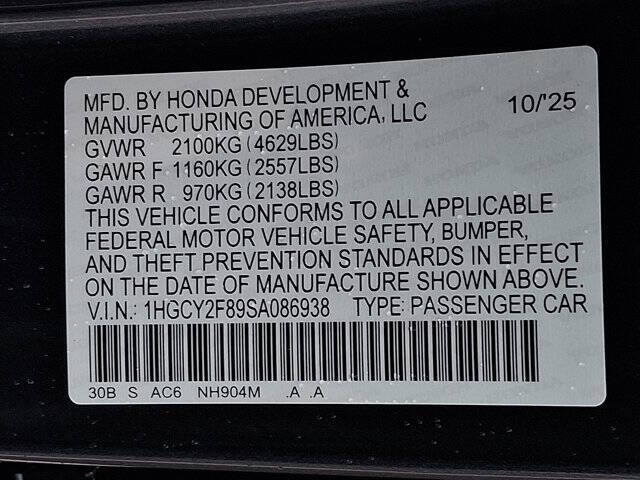 MFD. BY HONDA DEVELOPMENT &
MANUFACTURING OF AMERICA, LLC 10/'25
GVWR 2100KG (4629LBS)
GAWR F 1160KG (2557LBS)
GAWR R 970KG (2138LBS)
THIS VEHICLE CONFORMS TO ALL APPLICABLE
FEDERAL MOTOR VEHICLE SAFETY, BUMPER,
AND THEFT PREVENTION STANDARDS IN EFFECT
ON THE DATE OF MANUFACTURE SHOWN ABOVE.
V.I.N.: 1HGCY2F89SA086938 TYPE: PASSENGER CAR
30B S AC6 NH904M .A .A